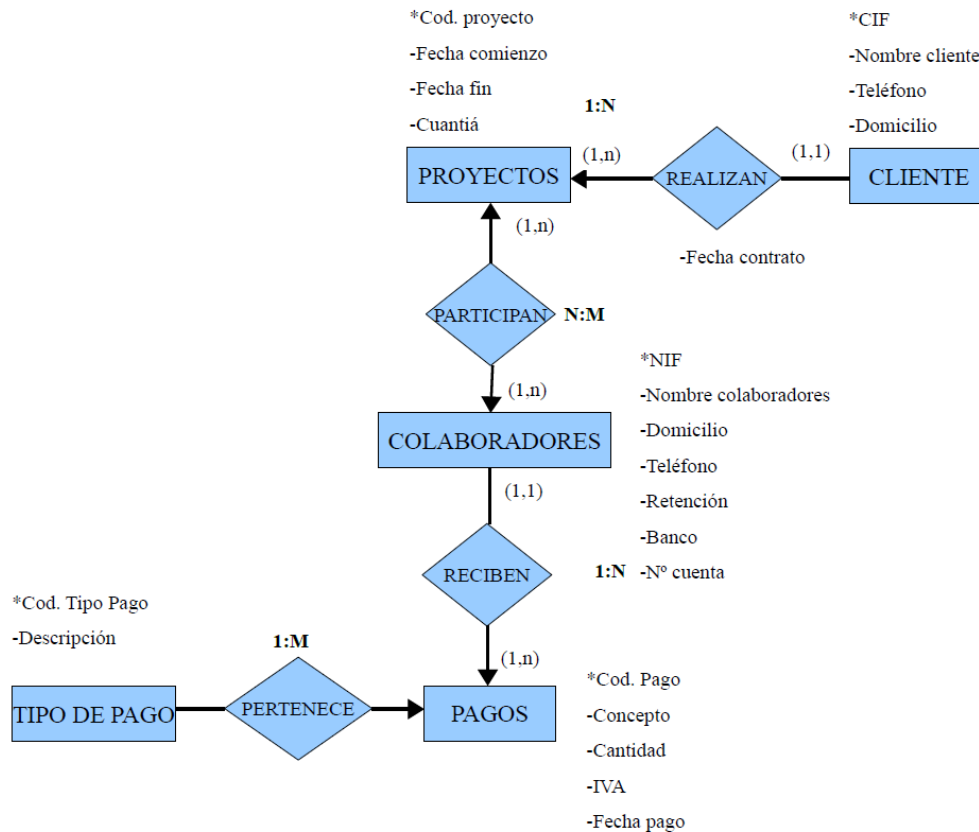 *Cod. proyecto
-Fecha comienzo
-Fecha fin
-Cuantiá
*CIF
-Nombre cliente
-Teléfono
-Domicilio
1:N
(1,n)
(1,1)
PROYECTOS
REALIZAN
CLIENTE
(1,n)
-Fecha contrato
PARTICIPAN
N:M
(1,n)
*NIF
-Nombre colaboradores
-Domicilio
-Teléfono
-Retención
-Banco
-Nº cuenta
COLABORADORES
(1,1)
RECIBEN
1:N
*Cod. Tipo Pago
-Descripción
1:M
(1,n)
TIPO DE PAGO
PERTENECE
PAGOS
*Cod. Pago
-Concepto
-Cantidad
-IVA
-Fecha pago